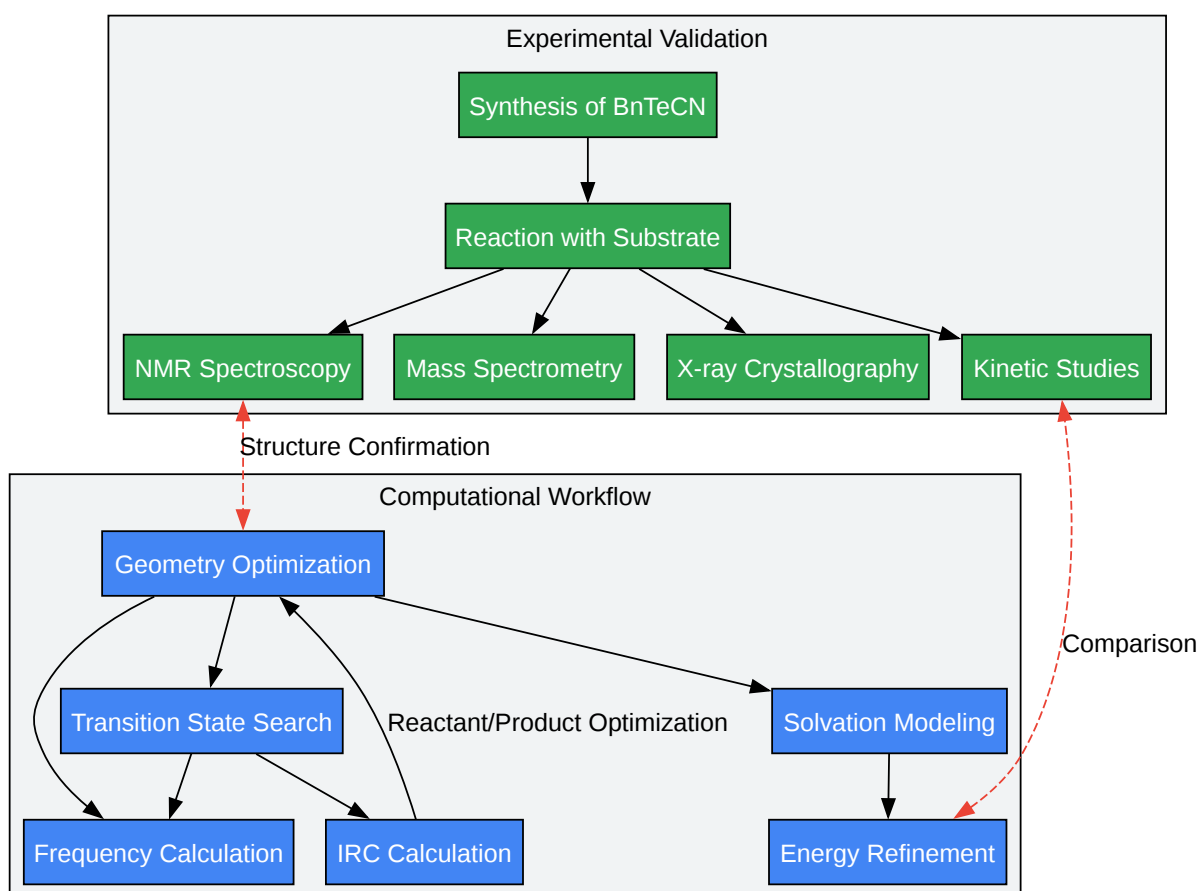 Experimental Validation
Synthesis of BnTeCN
Reaction with Substrate
NMR Spectroscopy
Mass Spectrometry
X-ray Crystallography
Kinetic Studies
Structure Confirmation
Computational Workflow
Geometry Optimization
Comparison
Transition State Search
Reactant/Product Optimization
Solvation Modeling
Frequency Calculation
IRC Calculation
Energy Refinement